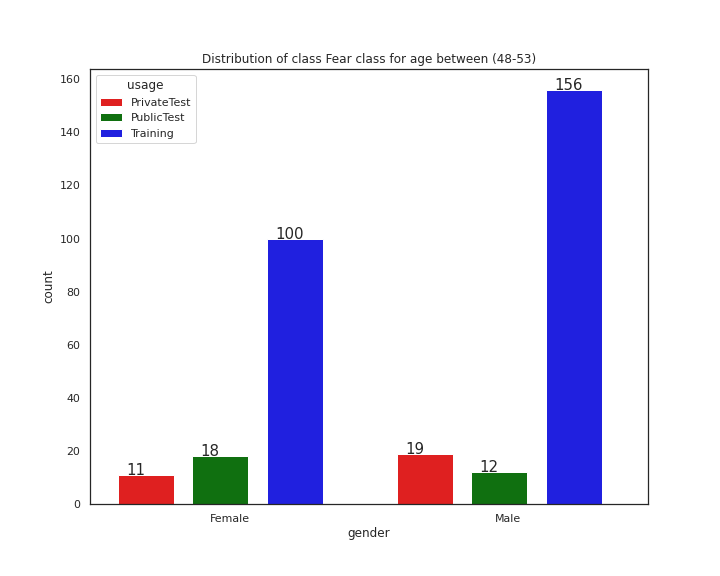 Distribution of class Fear class for age between (48-53)
usage
PrivateTest
PublicTest
Training
160
140
120
100
80
60
40
20
0
count
11
18
100
19
12
156
Female
Male
gender